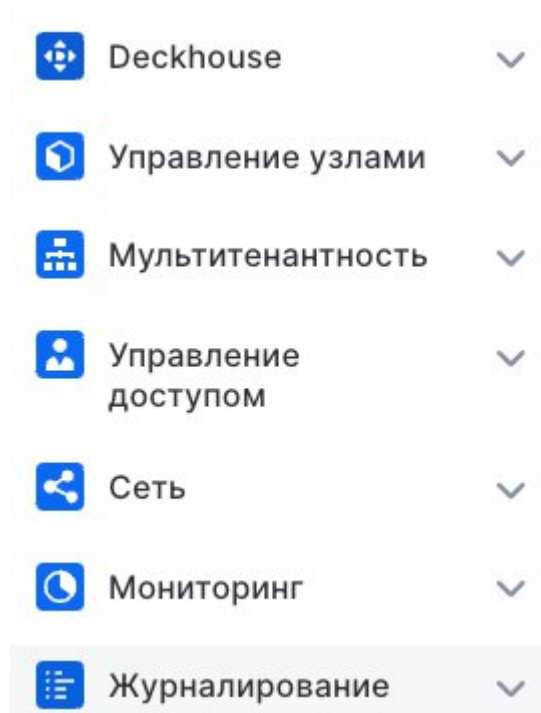 Deckhouse
Управление узлами
Мультитенантность
Управление
доступом
Сеть
Мониторинг
Журналирование